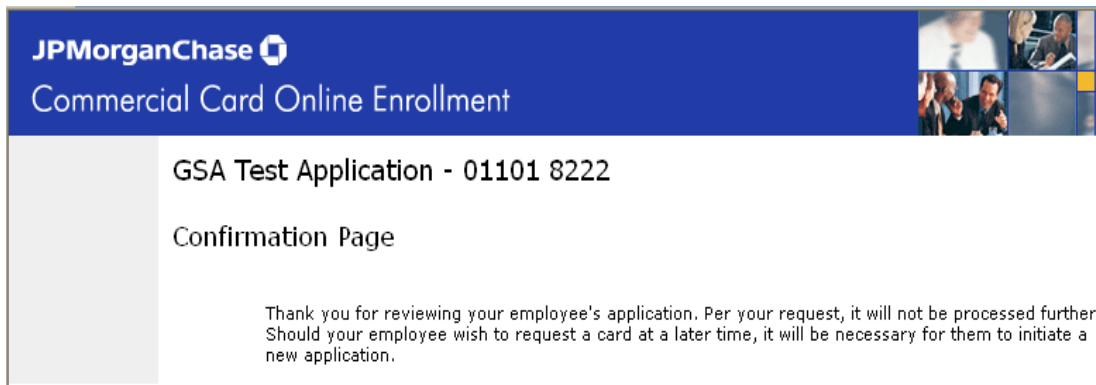 JPMorganChase
Commercial Card Online Enrollment
GSA Test Application - 01101 8222
Confirmation Page
Thank you for reviewing your employee's application. Per your request, it will not be processed further
Should your employee wish to request a card at a later time, it will be necessary for them to initiate a
new application.